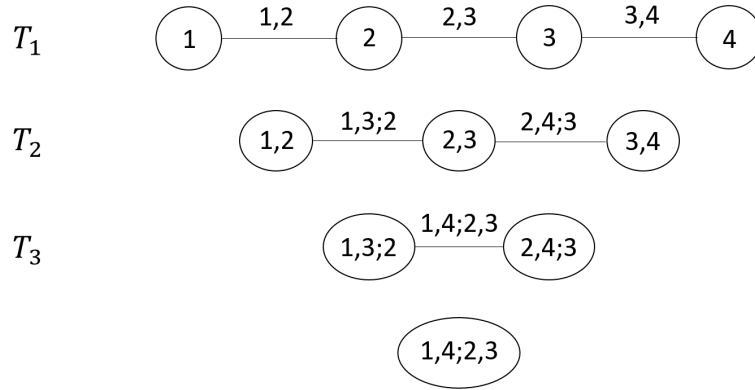 1,2 2,3 3,4
T₁ 1 2 3 4
1,3;2 2,4;3
T₂ 1,2 2,3 3,4
1,4;2,3
T₃ 1,3;2 2,4;3
1,4;2,3